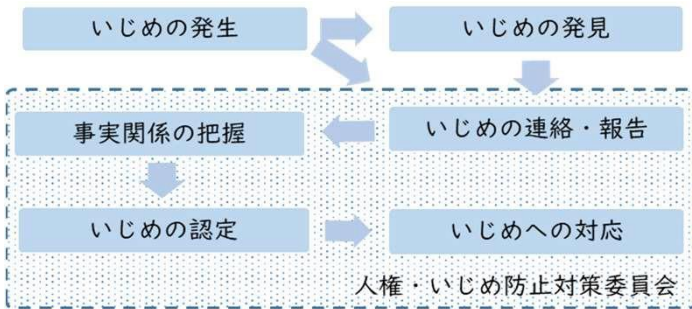 いじめの発生
いじめの発見
いじめの連絡・報告
事実関係の把握
いじめの認定
いじめへの対応
人権・いじめ防止対策委員会